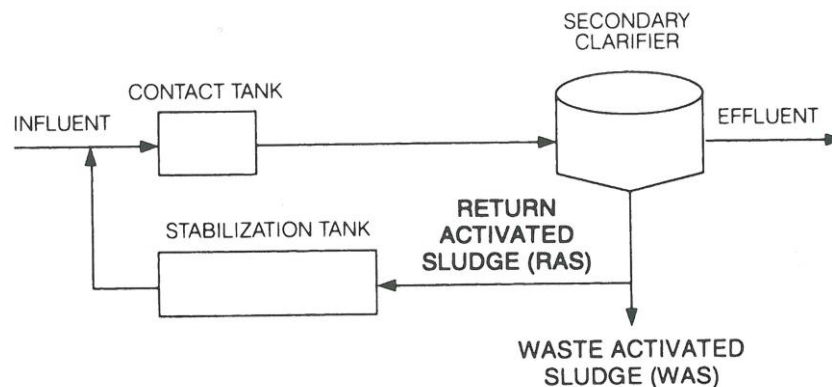 SECONDARY
CLARIFIER
CONTACT TANK
INFLUENT
EFFLUENT
RETURN
ACTIVATED
SLUDGE (RAS)
STABILIZATION TANK
WASTE ACTIVATED
SLUDGE (WAS)